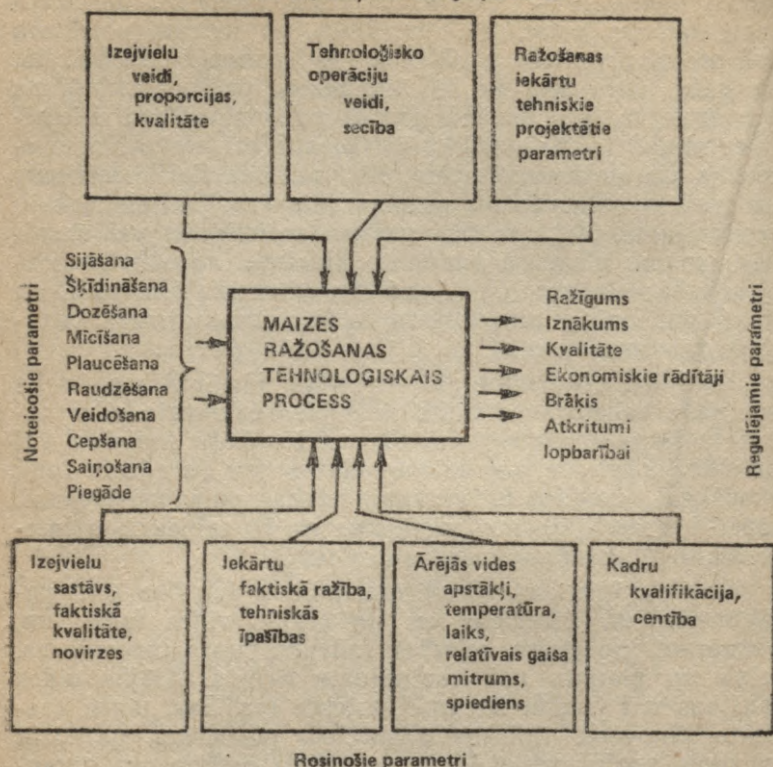 Izejvielu
veidi,
proporcijas,
kvalitāte
Tehnoloģisko
operāciju
veidi,
secība
Ražošanas
iekārtu
tehniskie
projektētie
parametri
Noteicošie parametri
Sijāšana
Šķīdināšana
Dozēšana
Mīcīšana
Plaucēšana
Raudzēšana
Veidošana
Cepšana
Saiņošana
Piegāde
MAIZES
RAŽOŠANAS
TEHNOLOĢISKAIS
PROCESS
Ražīgums
Iznākums
Kvalitāte
Ekonomiskie rādītāji
Brāķis
Atkritumi
lopbarībai
Regulējamie parametri
Izejvielu
sastāvs,
faktiskā
kvalitāte,
novirzes
Iekārtu
faktiskā ražība,
tehniskās
īpašības
Ārējās vides
apstākļi,
temperatūra,
laiks,
relatīvais gaisa
mitrums,
spiediens
Kadru
kvalifikācija,
centība
Rosinošie parametri